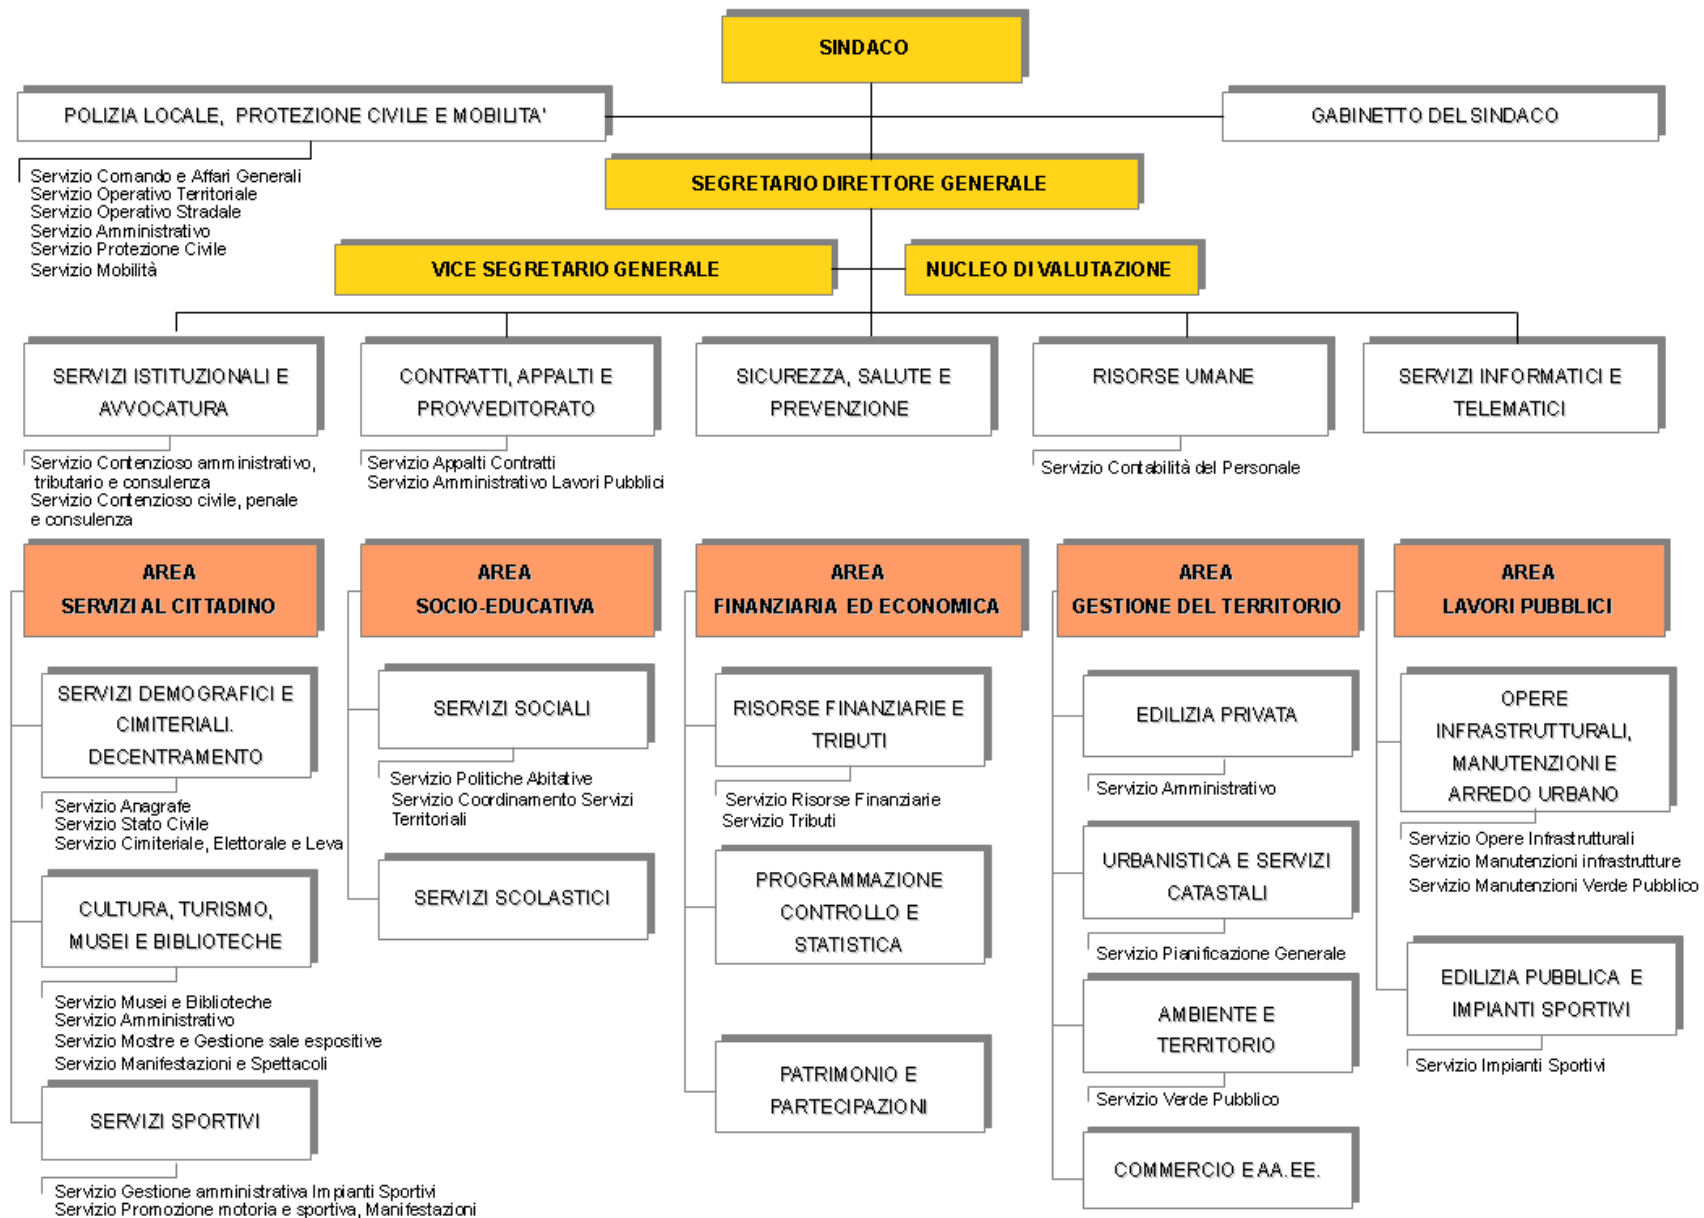 SINDACO
POLIZIA LOCALE, PROTEZIONE CIVILE E MOBILITA'
GABINETTO DEL SINDACO
Servizio Comando e Affari Generali
Servizio Operativo Territoriale
Servizio Operativo Stradale
Servizio Amministrativo
Servizio Protezione Civile
Servizio Mobilità
SEGRETARIO DIRETTORE GENERALE
VICE SEGRETARIO GENERALE
NUCLEO DI VALUTAZIONE
SERVIZI ISTITUZIONALI E
AVVOCATURA
Servizio Contenzioso amministrativo,
tributario e consulenza
Servizio Contenzioso civile, penale
e consulenza
CONTRATTI, APPALTI E
PROVVEDITORATO
Servizio Appalti Contratti
Servizio Amministrativo Lavori Pubblici
SICUREZZA, SALUTE E
PREVENZIONE
RISORSE UMANE
Servizio Contabilità del Personale
SERVIZI INFORMATICI E
TELEMATICI
AREA
SERVIZI AL CITTADINO
SERVIZI DEMOGRAFICI E
CIMITERIALI.
DECENTRAMENTO
Servizio Anagrafe
Servizio Stato Civile
Servizio Cimiteriale, Elettorale e Leva
CULTURA, TURISMO,
MUSEI E BIBLIOTECHE
Servizio Musei e Biblioteche
Servizio Amministrativo
Servizio Mostre e Gestione sale espositive
Servizio Manifestazioni e Spettacoli
SERVIZI SPORTIVI
Servizio Gestione amministrativa Impianti Sportivi
Servizio Promozione motoria e sportiva, Manifestazioni
AREA
SOCIO-EDUCATIVA
SERVIZI SOCIALI
Servizio Politiche Abitative
Servizio Coordinamento Servizi
Territoriali
SERVIZI SCOLASTICI
AREA
FINANZIARIA ED ECONOMICA
RISORSE FINANZIARIE E
TRIBUTI
Servizio Risorse Finanziarie
Servizio Tributi
PROGRAMMAZIONE
CONTROLLO E
STATISTICA
PATRIMONIO E
PARTECIPAZIONI
AREA
GESTIONE DEL TERRITORIO
EDILIZIA PRIVATA
Servizio Amministrativo
URBANISTICA E SERVIZI
CATASTALI
Servizio Pianificazione Generale
AMBIENTE E
TERRITORIO
Servizio Verde Pubblico
COMMERCIO E AA.EE.
AREA
LAVORI PUBBLICI
OPERE
INFRASTRUTTURALI,
MANUTENZIONI E
ARREDO URBANO
Servizio Opere Infrastrutturali
Servizio Manutenzioni infrastrutture
Servizio Manutenzioni Verde Pubblico
EDILIZIA PUBBLICA E
IMPIANTI SPORTIVI
Servizio Impianti Sportivi